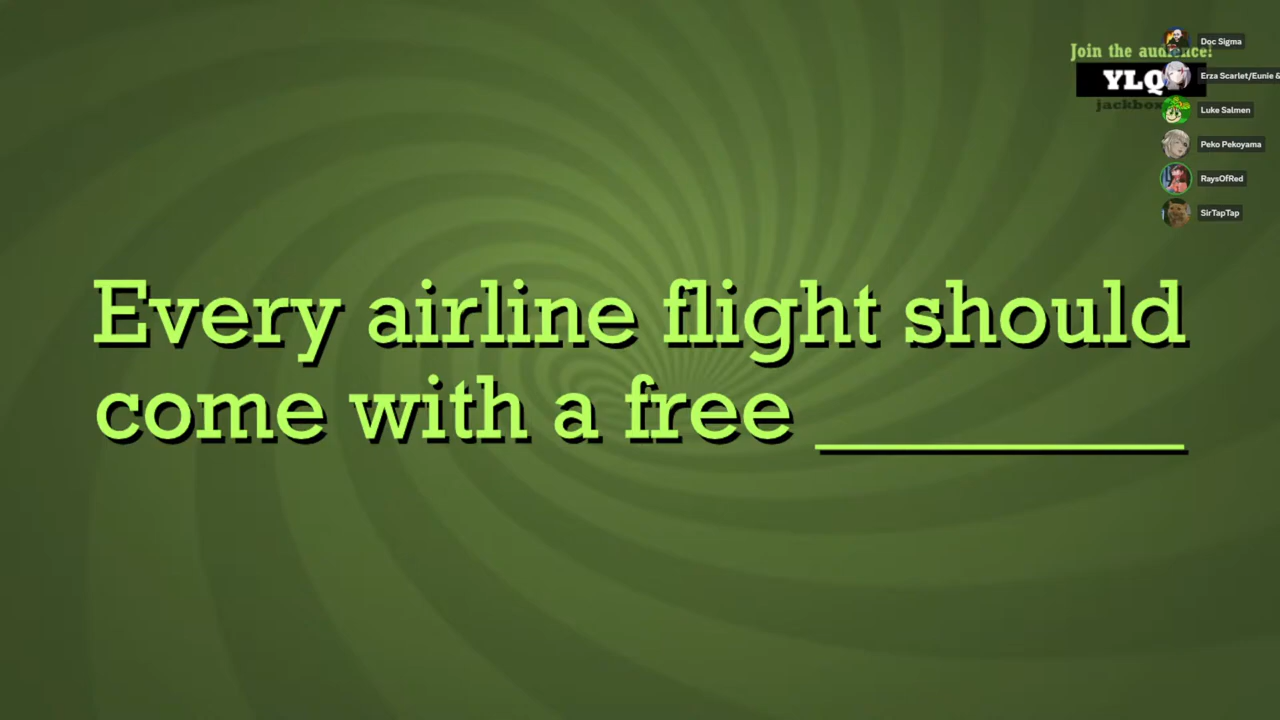 Join the audience!
YLQ
jackbox
Doc Sigma
Erza Scarlet/Eunie &
Luke Salmen
Peko Pekoyama
RaysOfRed
SirTapTap
Every airline flight should
come with a free